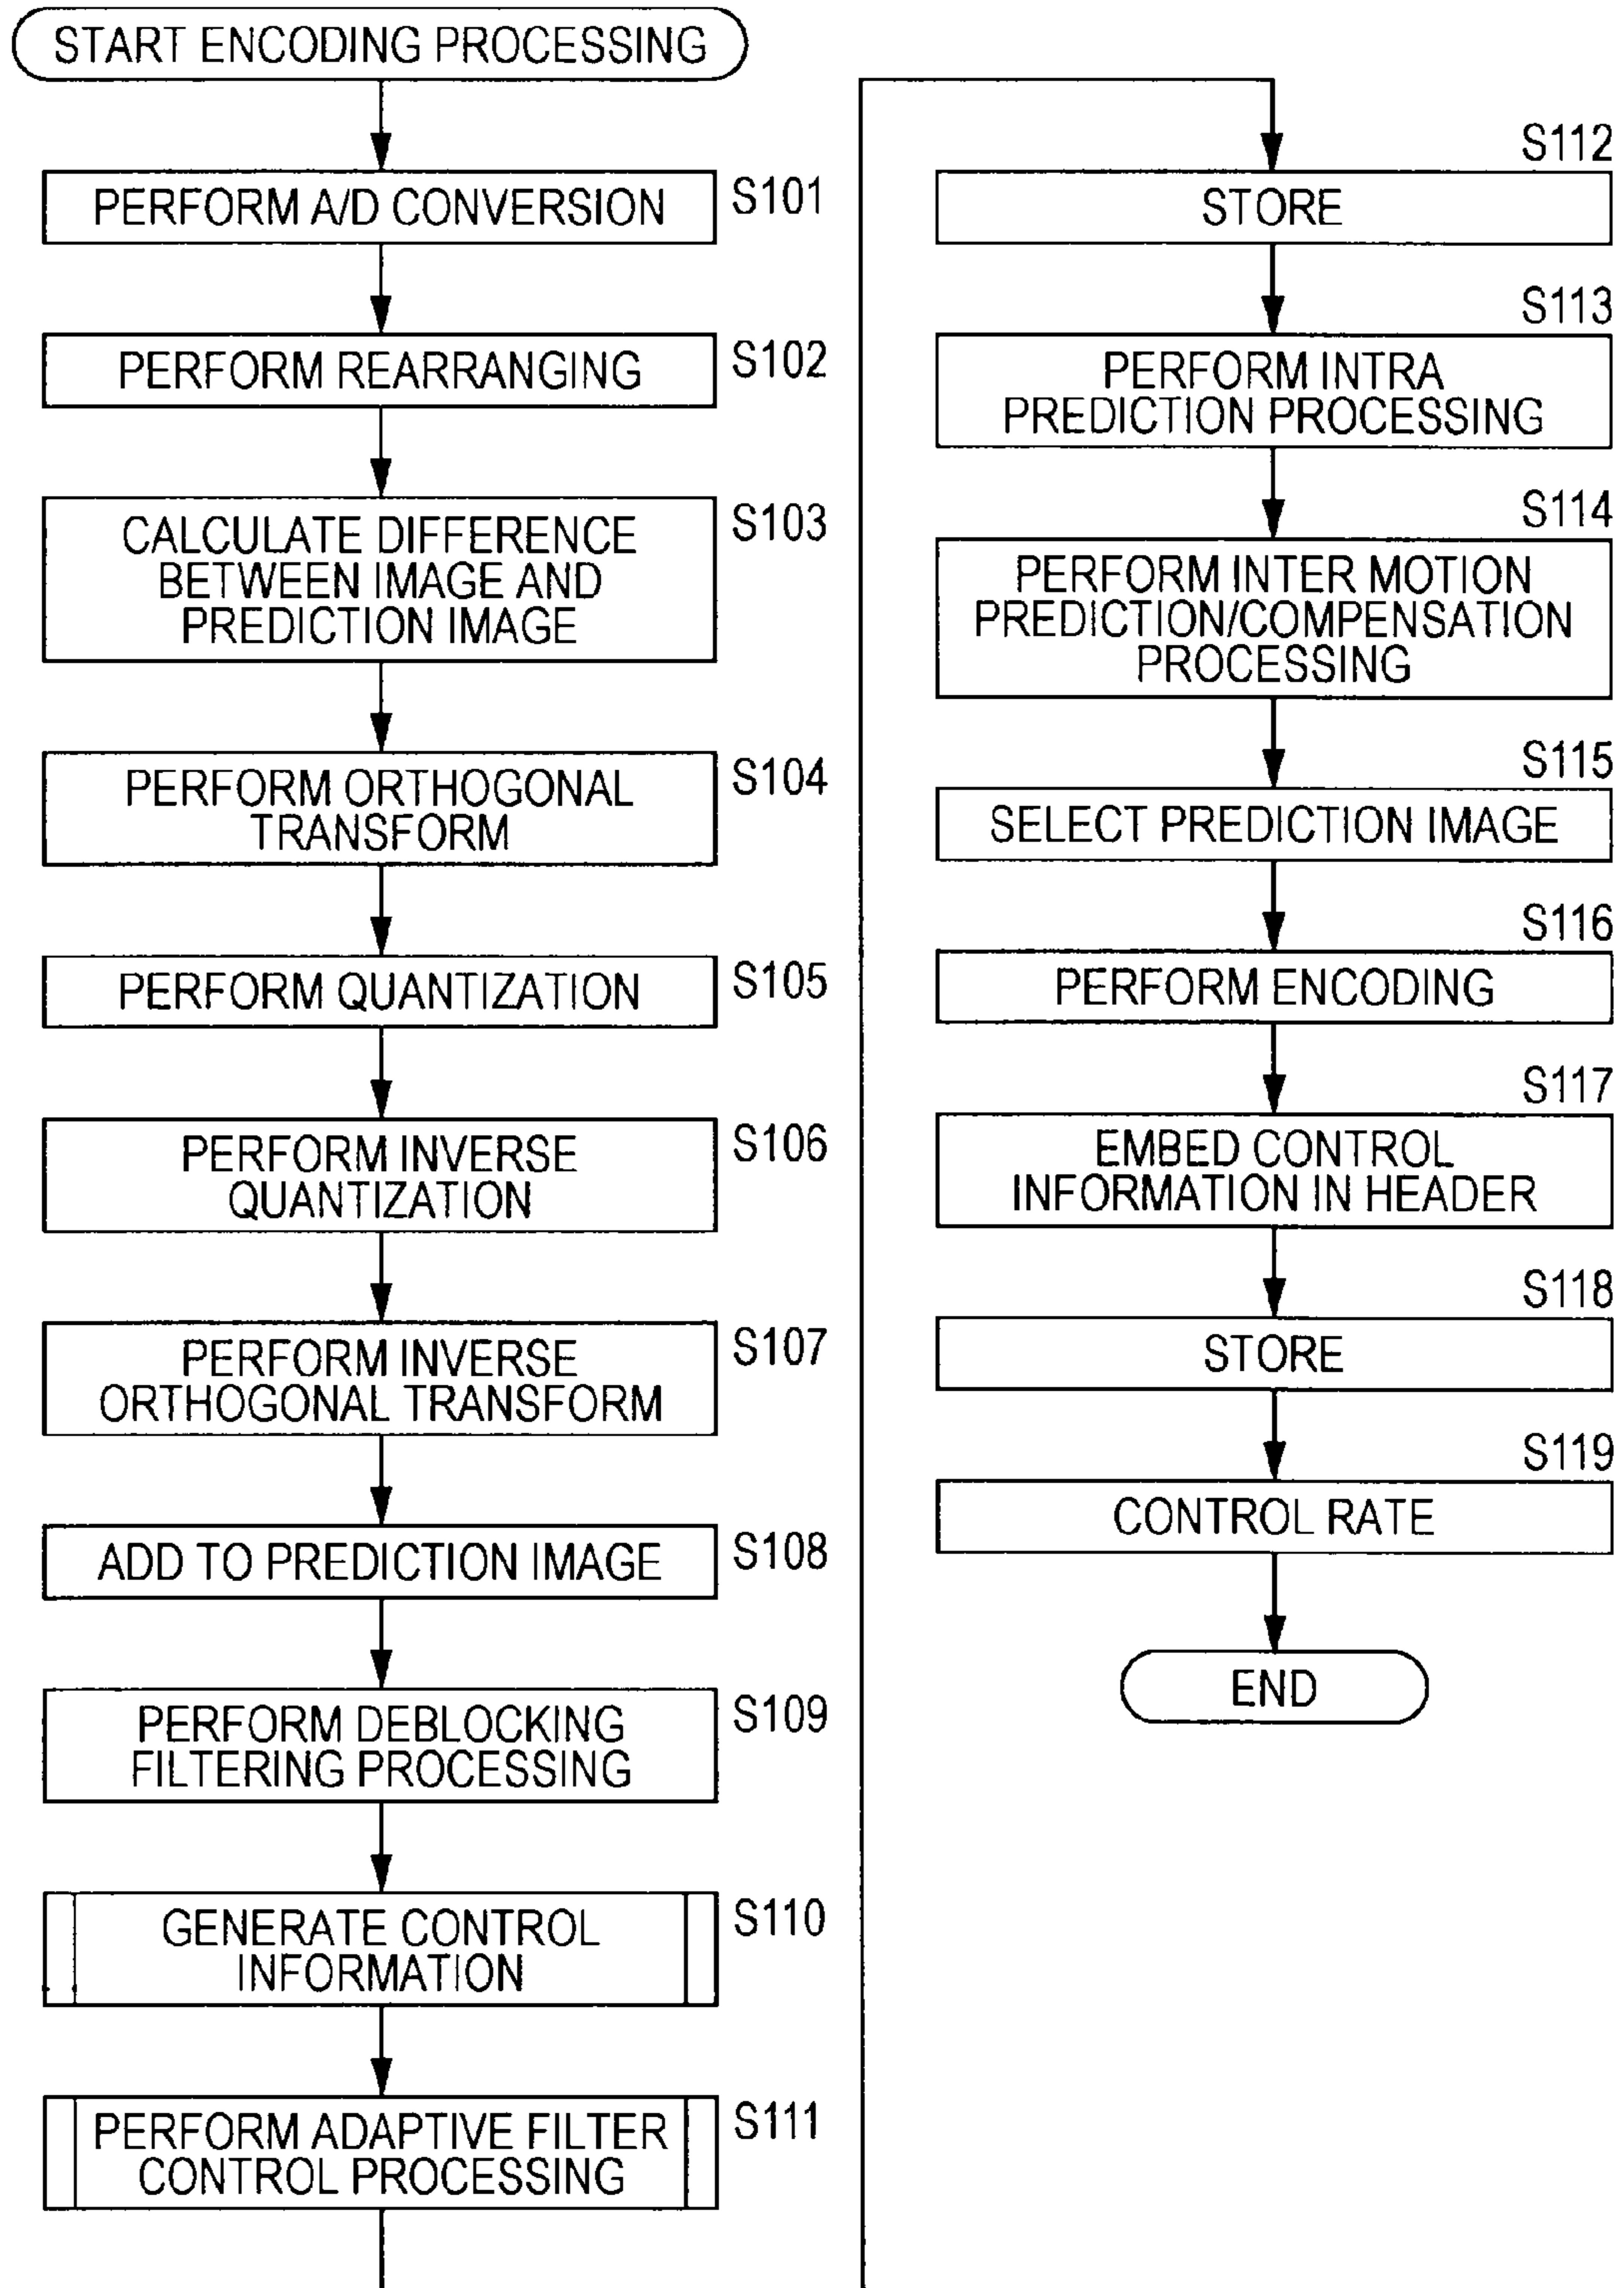 START ENCODING PROCESSING
PERFORM A/D CONVERSION
S101
PERFORM REARRANGING
S102
CALCULATE DIFFERENCE
BETWEEN IMAGE AND
PREDICTION IMAGE
S103
PERFORM ORTHOGONAL
TRANSFORM
S104
PERFORM QUANTIZATION
S105
PERFORM INVERSE
QUANTIZATION
S106
PERFORM INVERSE
ORTHOGONAL TRANSFORM
S107
ADD TO PREDICTION IMAGE
S108
PERFORM DEBLOCKING
FILTERING PROCESSING
S109
GENERATE CONTROL
INFORMATION
S110
PERFORM ADAPTIVE FILTER
CONTROL PROCESSING
S111
S112
STORE
S113
PERFORM INTRA
PREDICTION PROCESSING
S114
PERFORM INTER MOTION
PREDICTION/COMPENSATION
PROCESSING
S115
SELECT PREDICTION IMAGE
S116
PERFORM ENCODING
S117
EMBED CONTROL
INFORMATION IN HEADER
S118
STORE
S119
CONTROL RATE
END